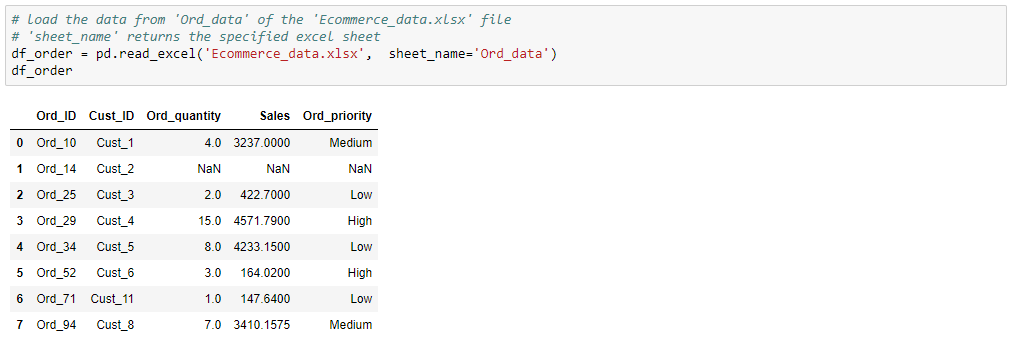 # load the data from 'Ord_data' of the 'Ecommerce_data.xlsx' file
# 'sheet_name' returns the specified excel sheet
df_order = pd.read_excel('Ecommerce_data.xlsx',  sheet_name='Ord_data')
df_order
Ord_ID Cust_ID Ord_quantity Sales Ord_priority
0 Ord_10 Cust_1 4.0 3237.0000 Medium
1 Ord_14 Cust_2 NaN NaN NaN
2 Ord_25 Cust_3 2.0 422.7000 Low
3 Ord_29 Cust_4 15.0 4571.7900 High
4 Ord_34 Cust_5 8.0 4233.1500 Low
5 Ord_52 Cust_6 3.0 164.0200 High
6 Ord_71 Cust_11 1.0 147.6400 Low
7 Ord_94 Cust_8 7.0 3410.1575 Medium